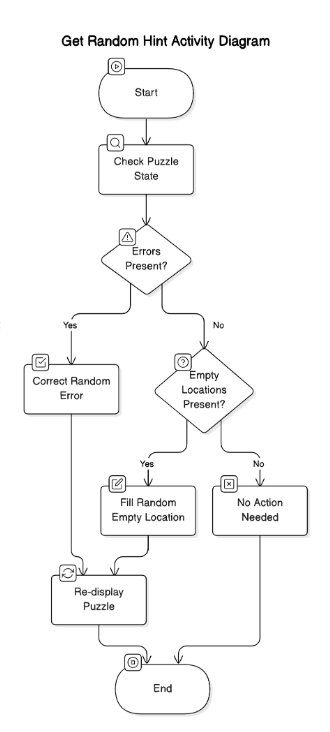 Get Random Hint Activity Diagram
Start
Check Puzzle
State
Errors
Present?
Yes
No
Correct Random
Error
Empty
Locations
Present?
Yes
No
Fill Random
Empty Location
No Action
Needed
Re-display
Puzzle
End